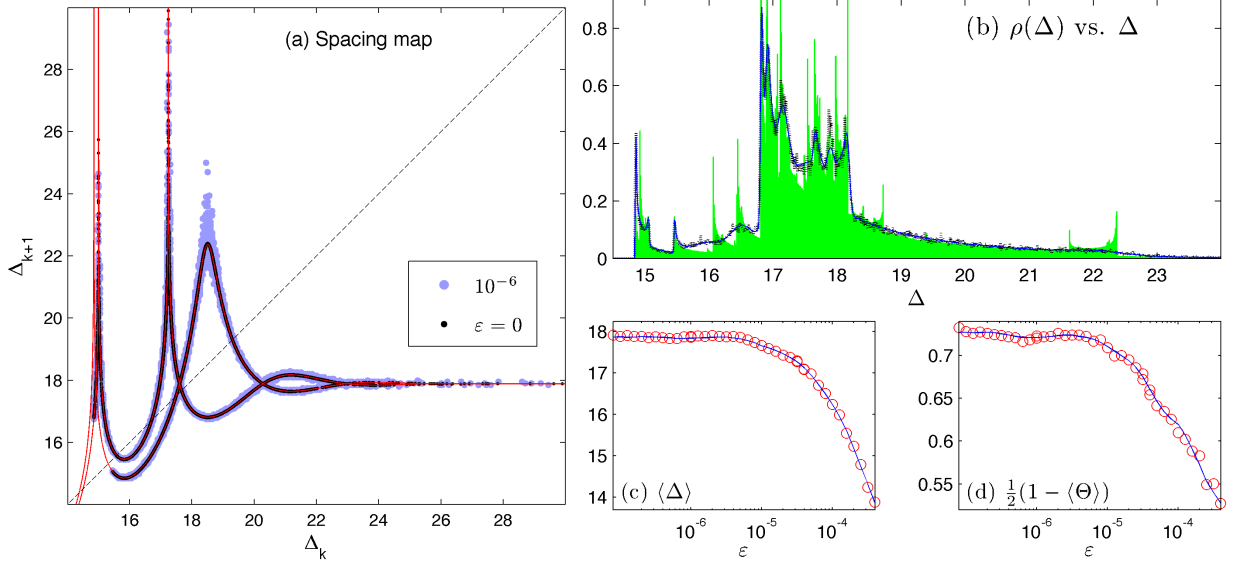 (a) Spacing map
30
28
26
24
22
20
18
16
Δ_{k+1}
10^{−6}
ε = 0
16 18 20 22 24 26 28
Δ_k
(b) ρ(Δ) vs. Δ
0.8
0.6
0.4
0.2
0
15 16 17 18 19 20 21 22 23
Δ
18
17
16
15
14
(c) ⟨Δ⟩
10^{−6} 10^{−5} 10^{−4}
ε
0.7
0.65
0.6
0.55
(d) ½(1 − ⟨Θ⟩)
10^{−6} 10^{−5} 10^{−4}
ε